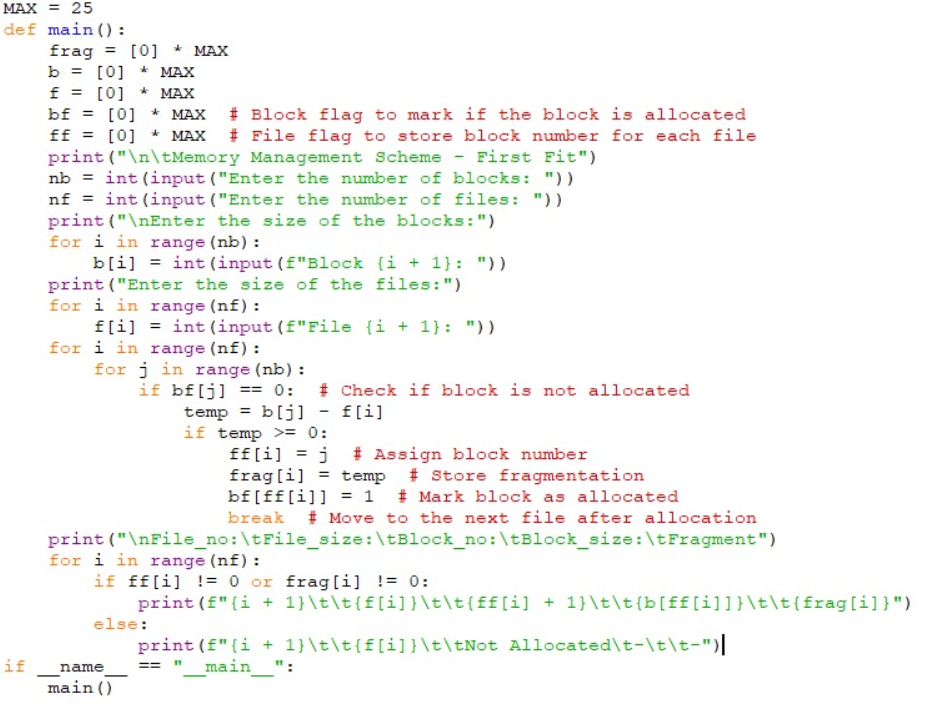 MAX = 25
def main():
    frag = [0] * MAX
    b = [0] * MAX
    f = [0] * MAX
    bf = [0] * MAX  # Block flag to mark if the block is allocated
    ff = [0] * MAX  # File flag to store block number for each file
    print("\n\tMemory Management Scheme - First Fit")
    nb = int(input("Enter the number of blocks: "))
    nf = int(input("Enter the number of files: "))
    print("\nEnter the size of the blocks:")
    for i in range(nb):
        b[i] = int(input(f"Block {i + 1}: "))
    print("Enter the size of the files:")
    for i in range(nf):
        f[i] = int(input(f"File {i + 1}: "))
    for i in range(nf):
        for j in range(nb):
            if bf[j] == 0:  # Check if block is not allocated
                temp = b[j] - f[i]
                if temp >= 0:
                    ff[i] = j  # Assign block number
                    frag[i] = temp  # Store fragmentation
                    bf[ff[i]] = 1  # Mark block as allocated
                    break  # Move to the next file after allocation
    print("\nFile_no:\tFile_size:\tBlock_no:\tBlock_size:\tFragment")
    for i in range(nf):
        if ff[i] != 0 or frag[i] != 0:
            print(f"{i + 1}\t\t{f[i]}\t\t{ff[i] + 1}\t\t{b[ff[i]]}\t\t{frag[i]}")
        else:
            print(f"{i + 1}\t\t{f[i]}\t\tNot Allocated\t-\t\t-")
if __name__ == "__main__":
    main()